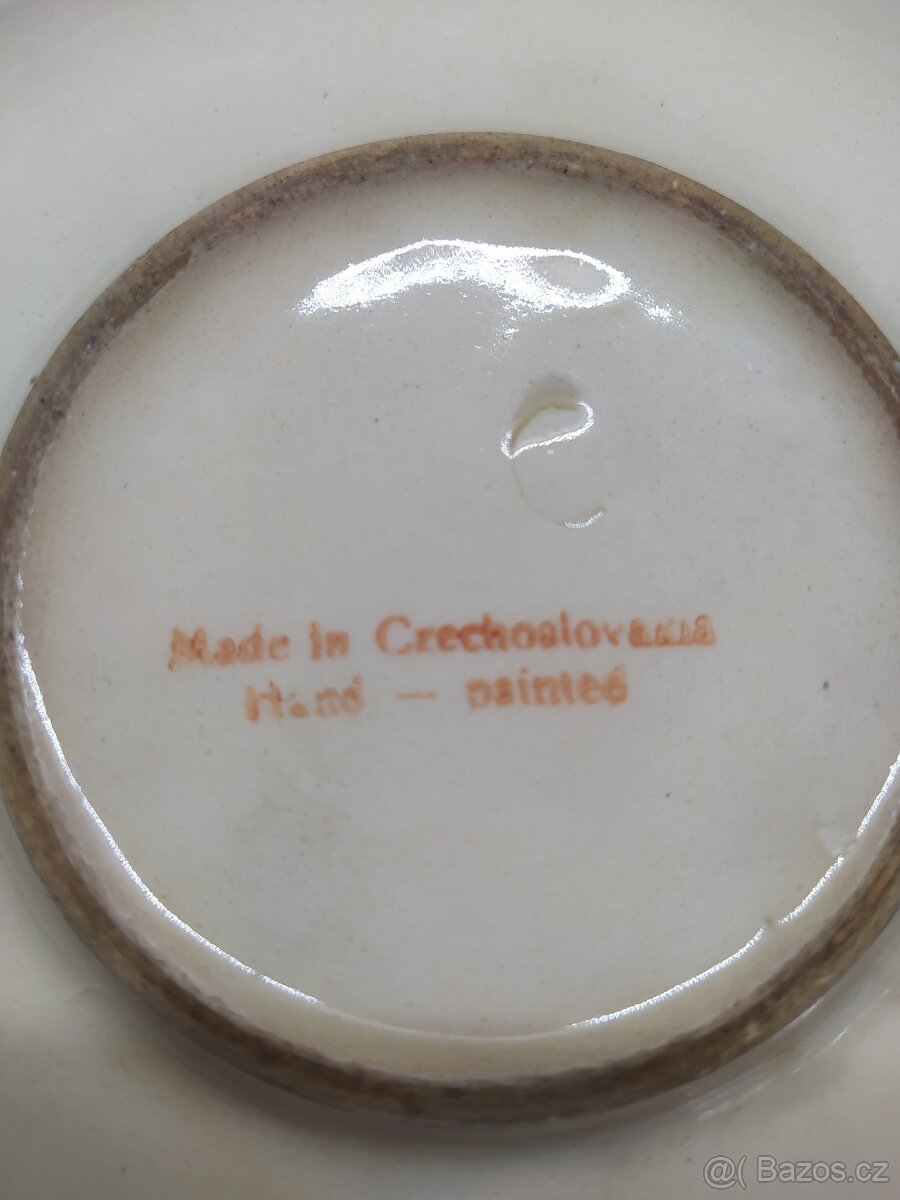 e
Made in Czechoslovakia
Hand — painted
@( Bazos.cz